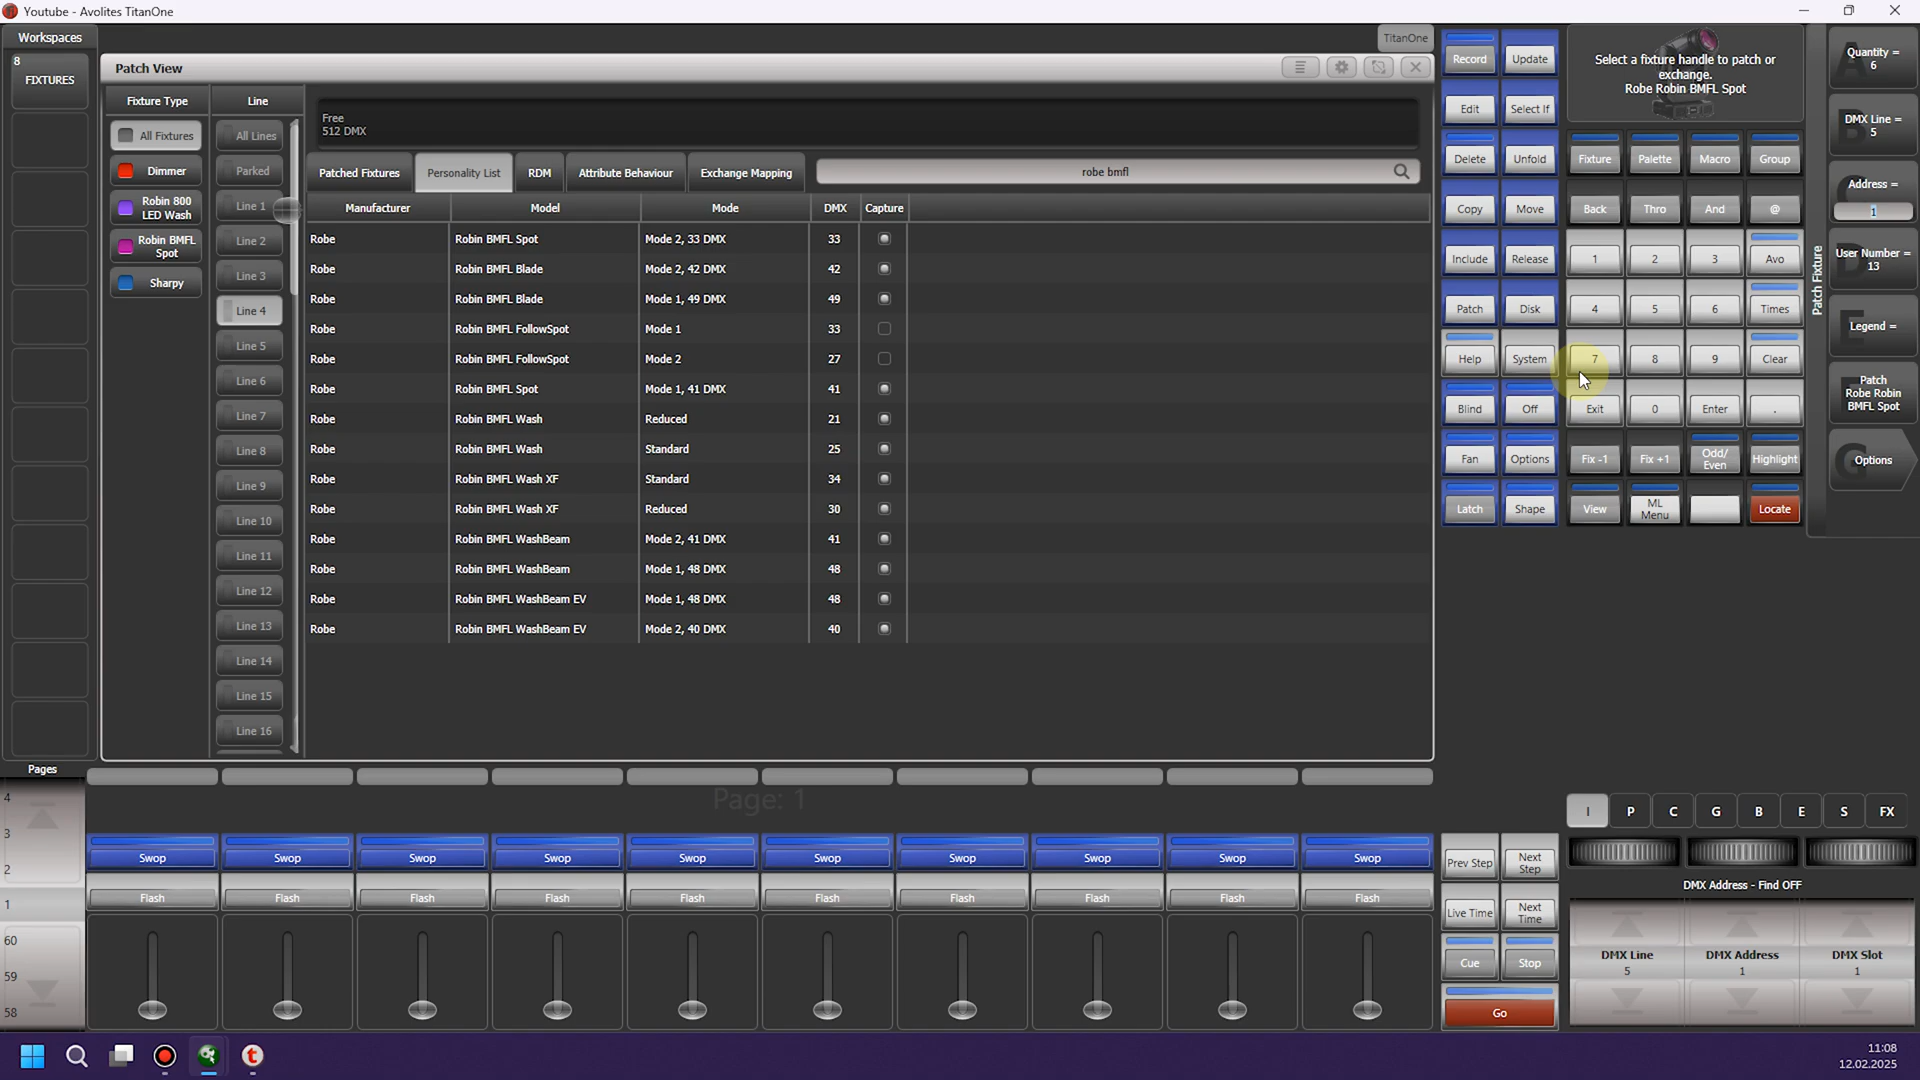 Youtube - Avolites TitanOne
Workspaces
8
FIXTURES
TitanOne
Patch View
Fixture Type
All Fixtures
Dimmer
Robin 800
LED Wash
Robin BMFL
Spot
Sharpy
Line
All Lines
Parked
Line 1
Line 2
Line 3
Line 4
Line 5
Line 6
Line 7
Line 8
Line 9
Line 10
Line 11
Line 12
Line 13
Line 14
Line 15
Line 16
Free
512 DMX
Patched Fixtures
Personality List
RDM
Attribute Behaviour
Exchange Mapping
robe bmfl
Manufacturer Model Mode DMX Capture
Robe Robin BMFL Spot Mode 2, 33 DMX 33
Robe Robin BMFL Blade Mode 2, 42 DMX 42
Robe Robin BMFL Blade Mode 1, 49 DMX 49
Robe Robin BMFL FollowSpot Mode 1 33
Robe Robin BMFL FollowSpot Mode 2 27
Robe Robin BMFL Spot Mode 1, 41 DMX 41
Robe Robin BMFL Wash Reduced 21
Robe Robin BMFL Wash Standard 25
Robe Robin BMFL Wash XF Standard 34
Robe Robin BMFL Wash XF Reduced 30
Robe Robin BMFL WashBeam Mode 2, 41 DMX 41
Robe Robin BMFL WashBeam Mode 1, 48 DMX 48
Robe Robin BMFL WashBeam EV Mode 1, 48 DMX 48
Robe Robin BMFL WashBeam EV Mode 2, 40 DMX 40
Record Update
Edit Select If
Delete Unfold
Copy Move
Include Release
Patch Disk
Help System
Blind Off
Fan Options
Latch Shape
Select a fixture handle to patch or
exchange.
Robe Robin BMFL Spot
Fixture Palette Macro Group
Back Thro And @
1 2 3 Avo
4 5 6 Times
7 8 9 Clear
Exit 0 Enter .
Fix -1 Fix +1 Odd/
Even Highlight
View ML
Menu Locate
Patch Fixture
A
Quantity =
6
B
DMX Line =
5
C
Address =
1
D
User Number =
13
E
Legend =
F
Patch
Robe Robin
BMFL Spot
G
Options
Pages
4
3
2
1
60
59
58
Page: 1
Swop Swop Swop Swop Swop Swop Swop Swop Swop Swop
Flash Flash Flash Flash Flash Flash Flash Flash Flash Flash
Prev Step Next
Step
Live Time Next
Time
Cue Stop
Go
I P C G B E S FX
DMX Address - Find OFF
DMX Line
5
DMX Address
1
DMX Slot
1
t
11:08
12.02.2025